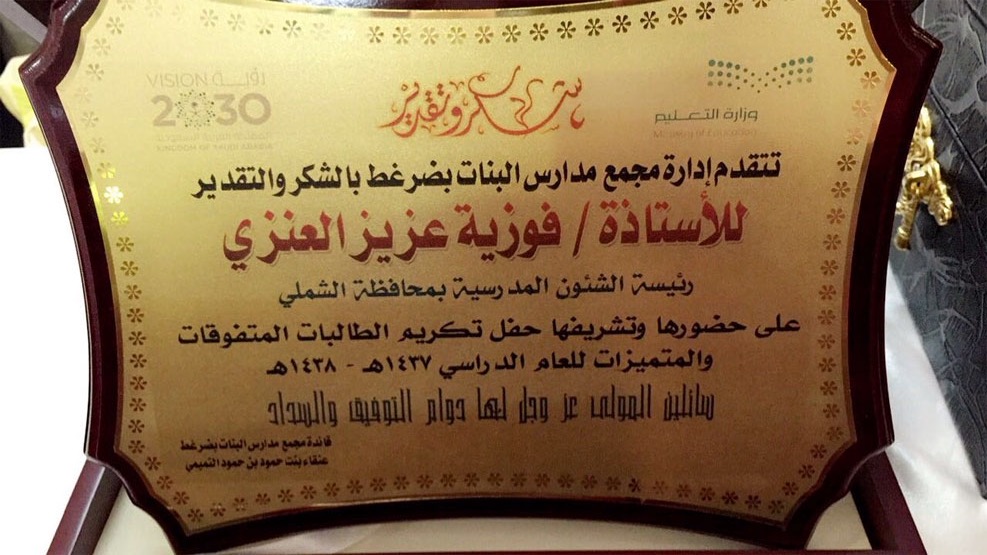 رؤيــة VISION
2030
المملكة العربية السعودية
KINGDOM OF SAUDI ARABIA
شكر وتقدير
وزارة التعليم
Ministry of Education
تتقدم إدارة مجمع مدارس البنات بضرغط بالشكر والتقدير
للأستاذة / فوزية عزيز العنزي
رئيسة الشئون المدرسية بمحافظة الشملي
على حضورها وتشريفها حفل تكريم الطالبات المتفوقات
والمتميزات للعام الدراسي ١٤٣٧هـ - ١٤٣٨هـ
سائلين المولى عز وجل لها دوام التوفيق والسداد
قائدة مجمع مدارس البنات بضرغط
عنقاء بنت حمود بن حمود التميمي